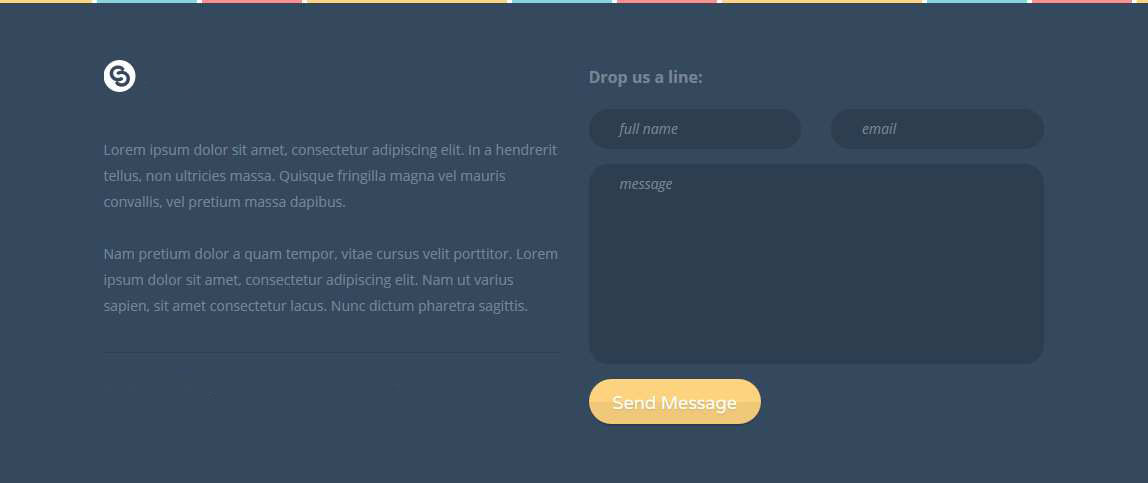 Lorem ipsum dolor sit amet, consectetur adipiscing elit. In a hendrerit
tellus, non ultricies massa. Quisque fringilla magna vel mauris
convallis, vel pretium massa dapibus.
Nam pretium dolor a quam tempor, vitae cursus velit porttitor. Lorem
ipsum dolor sit amet, consectetur adipiscing elit. Nam ut varius
sapien, sit amet consectetur lacus. Nunc dictum pharetra sagittis.
Drop us a line:
full name
email
message
Send Message